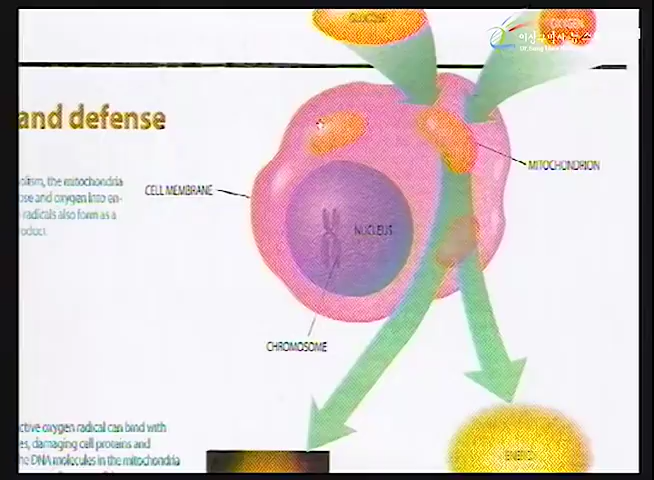 GLUCOSE
OXYGEN
and defense
olism, the mitochondria
ose and oxygen into en-
radicals also form as a
oduct.
CELL MEMBRANE
MITOCHONDRION
NUCLEUS
CHROMOSOME
ctive oxygen radical can bind with
es, damaging cell proteins and
he DNA molecules in the mitochondria
ENERGY